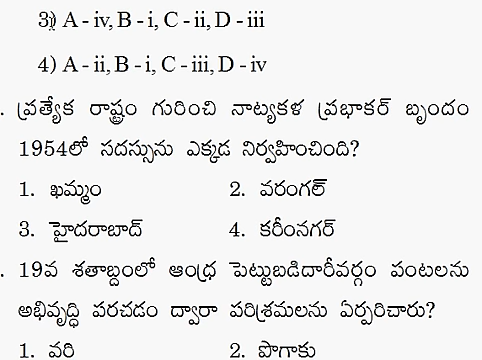 3) A - iv, B - i, C - ii, D - iii
4) A - ii, B - i, C - iii, D - iv
. ప్రత్యేక రాష్ట్రం గురించి నాట్యకళ ప్రభాకర్ బృందం
1954లో సదస్సును ఎక్కడ నిర్వహించింది?
1. ఖమ్మం 2. వరంగల్
3. హైదరాబాద్ 4. కరీంనగర్
. 19వ శతాబ్దంలో ఆంధ్ర పెట్టుబడిదారీవర్గం పంటలను
అభివృద్ధి పరచడం ద్వారా పరిశ్రమలను ఏర్పరిచారు?
1. వరి 2. పొగాకు